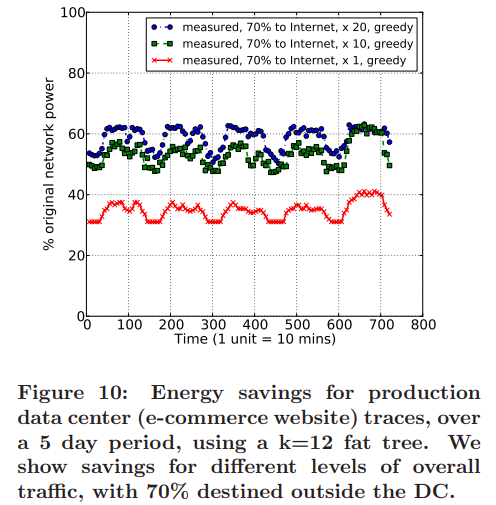 100
80
60
40
20
0
% original network power
measured, 70% to Internet, x 20, greedy
measured, 70% to Internet, x 10, greedy
measured, 70% to Internet, x 1, greedy
0 100 200 300 400 500 600 700 800
Time (1 unit = 10 mins)
Figure 10: Energy savings for production
data center (e-commerce website) traces, over
a 5 day period, using a k=12 fat tree. We
show savings for different levels of overall
traffic, with 70% destined outside the DC.